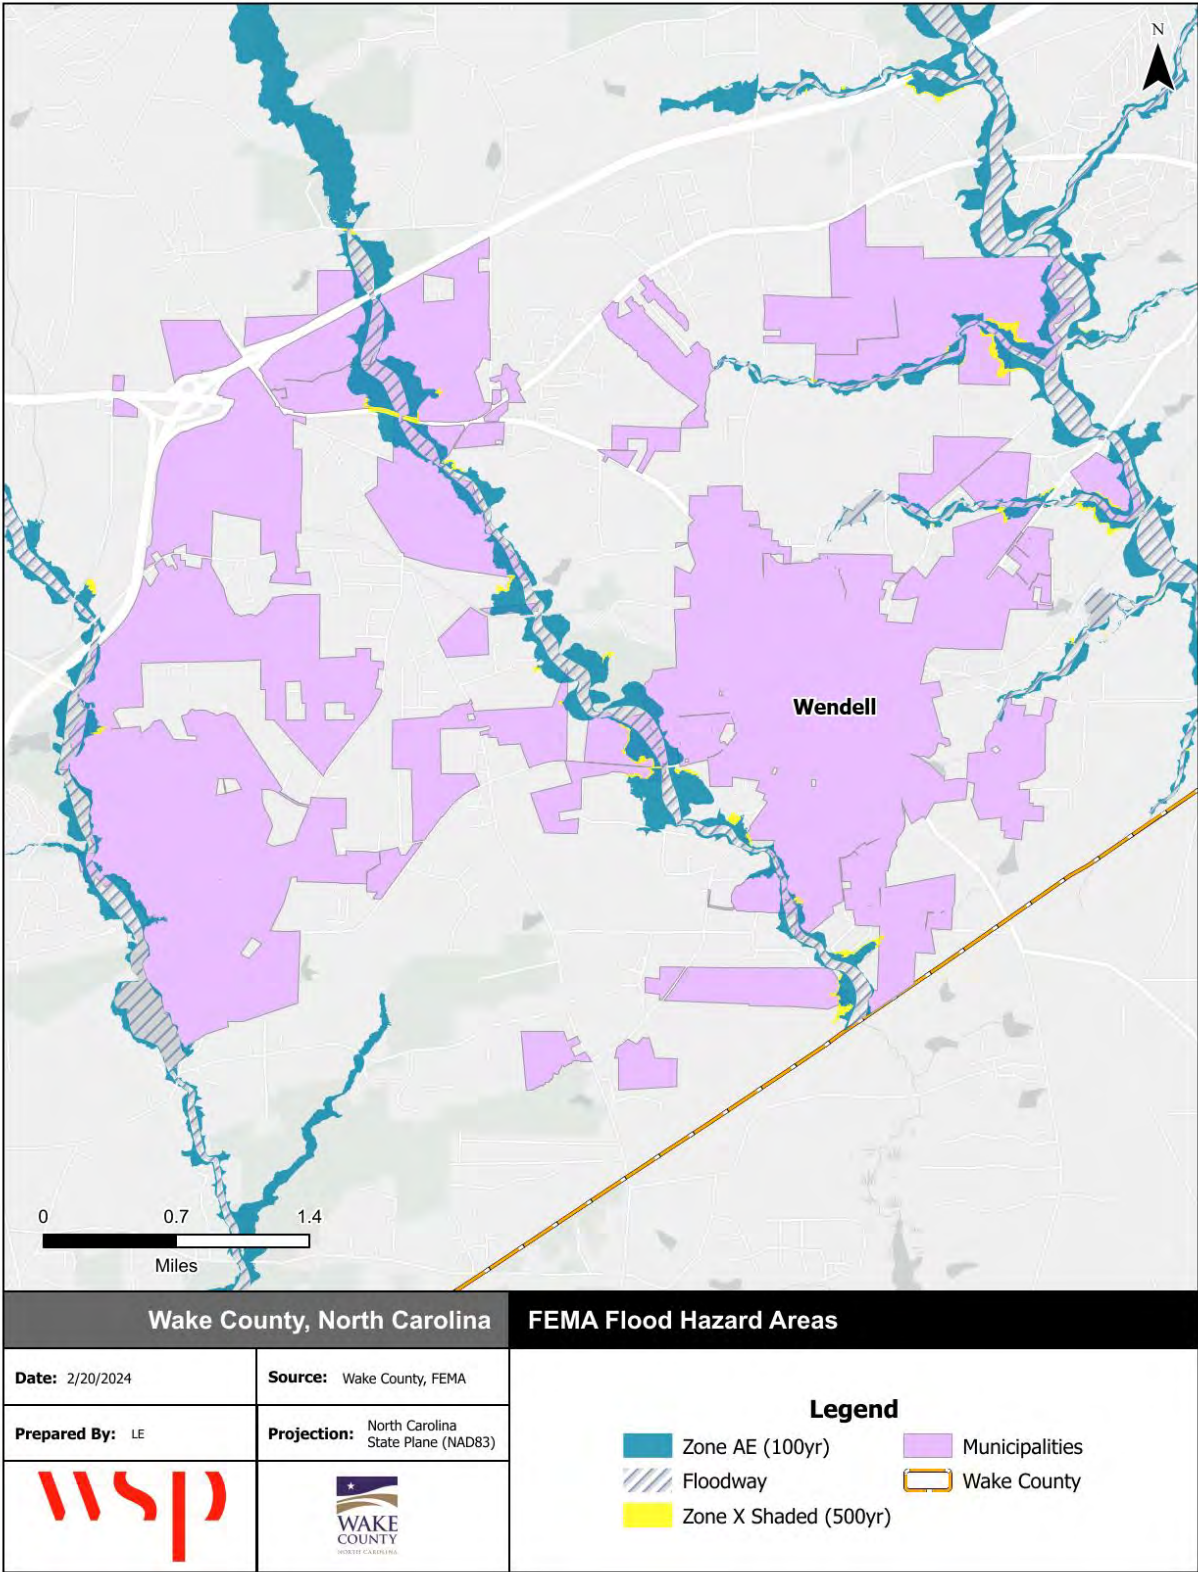 N
Wendell
0 0.7 1.4
Miles
Wake County, North Carolina
FEMA Flood Hazard Areas
Date: 2/20/2024
Source: Wake County, FEMA
Prepared By: LE
Projection: North Carolina
State Plane (NAD83)
Legend
Zone AE (100yr)
Municipalities
Floodway
Wake County
Zone X Shaded (500yr)
wsp
WAKE
COUNTY
NORTH CAROLINA